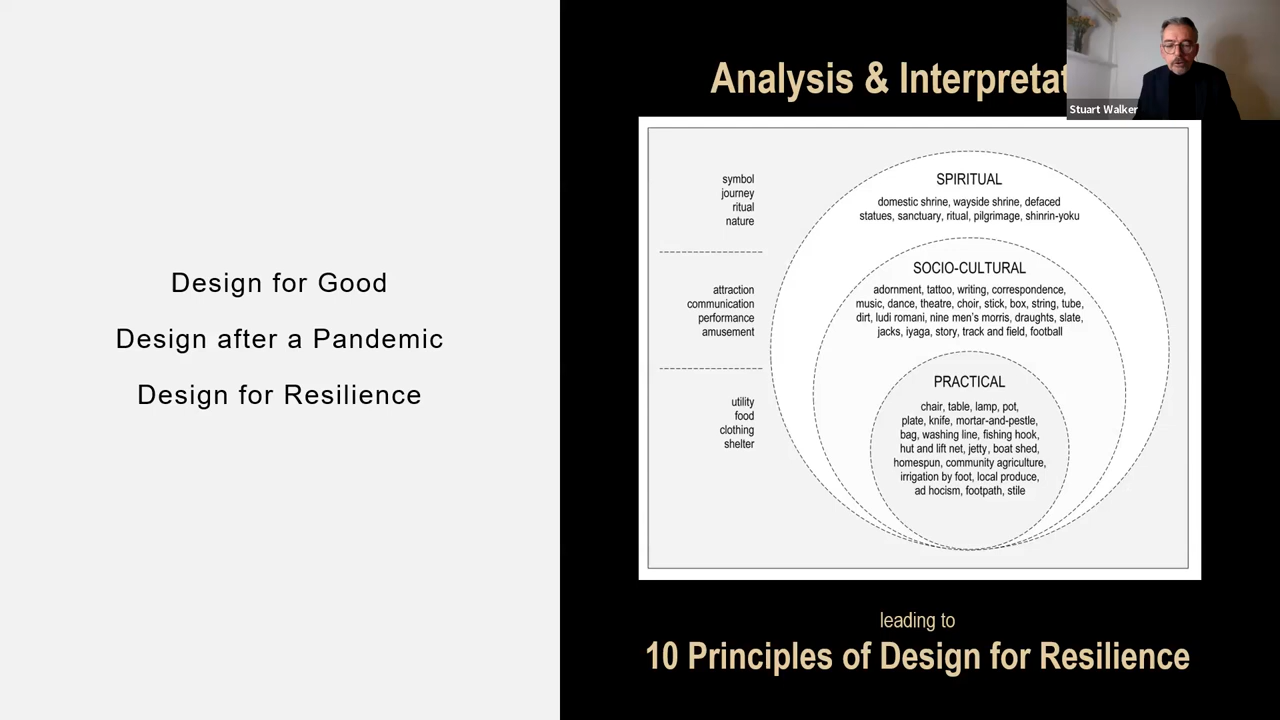 Design for Good
Design after a Pandemic
Design for Resilience
Analysis & Interpretat
Stuart Walker
symbol
journey
ritual
nature
attraction
communication
performance
amusement
utility
food
clothing
shelter
SPIRITUAL
domestic shrine, wayside shrine, defaced
statues, sanctuary, ritual, pilgrimage, shinrin-yoku
SOCIO-CULTURAL
adornment, tattoo, writing, correspondence,
music, dance, theatre, choir, stick, box, string, tube,
dirt, ludi romani, nine men's morris, draughts, slate,
jacks, iyaga, story, track and field, football
PRACTICAL
chair, table, lamp, pot,
plate, knife, mortar-and-pestle,
bag, washing line, fishing hook,
hut and lift net, jetty, boat shed,
homespun, community agriculture,
irrigation by foot, local produce,
ad hocism, footpath, stile
leading to
10 Principles of Design for Resilience